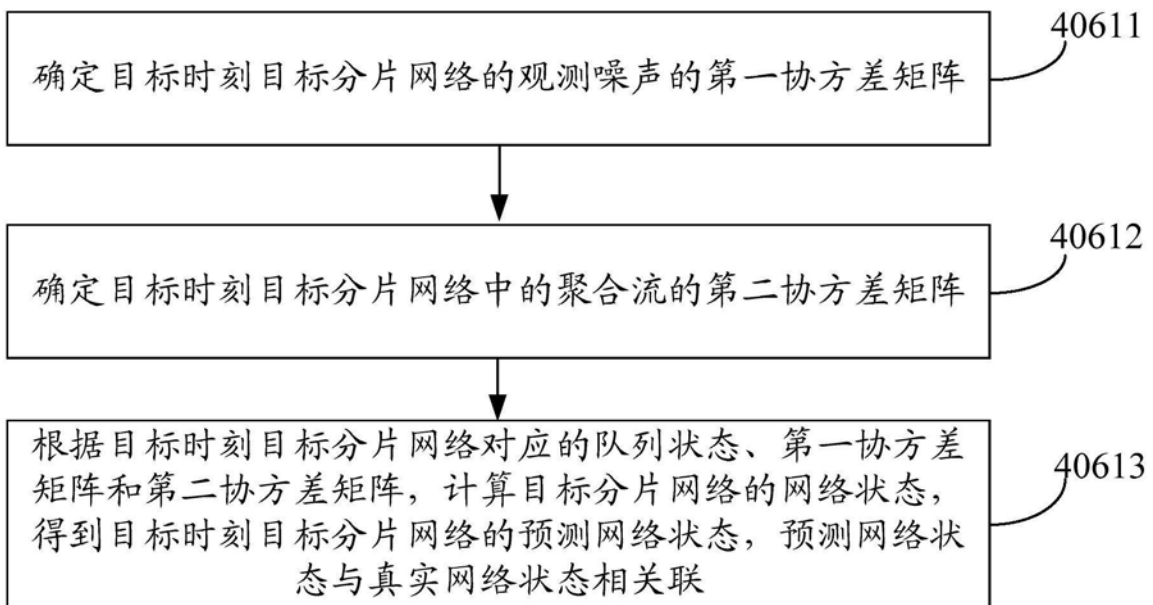 40611
确定目标时刻目标分片网络的观测噪声的第一协方差矩阵
40612
确定目标时刻目标分片网络中的聚合流的第二协方差矩阵
40613
根据目标时刻目标分片网络对应的队列状态、第一协方差
矩阵和第二协方差矩阵，计算目标分片网络的网络状态，
得到目标时刻目标分片网络的预测网络状态，预测网络状
态与真实网络状态相关联